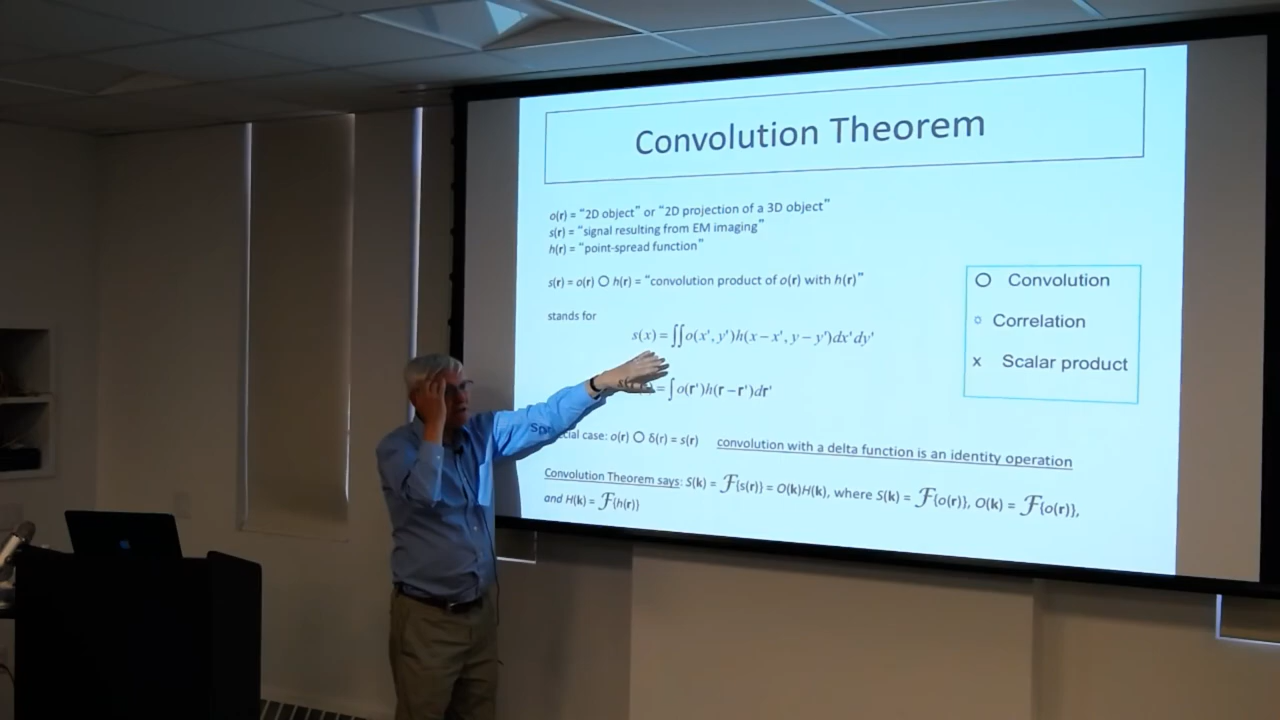 Convolution Theorem
o(r) = "2D object" or "2D projection of a 3D object"
s(r) = "signal resulting from EM imaging"
h(r) = "point-spread function"
s(r) = o(r) O h(r) = "convolution product of o(r) with h(r)"
stands for
s(x) = ∫∫o(x', y')h(x − x', y − y')dx'dy'
= ∫o(r')h(r − r')dr'
Special case: o(r) O δ(r) = s(r) convolution with a delta function is an identity operation
Convolution Theorem says: S(k) = ℱ{s(r)} = O(k)H(k), where S(k) = ℱ{o(r)}, O(k) = ℱ{o(r)},
and H(k) = ℱ{h(r)}
O Convolution
o Correlation
x Scalar product